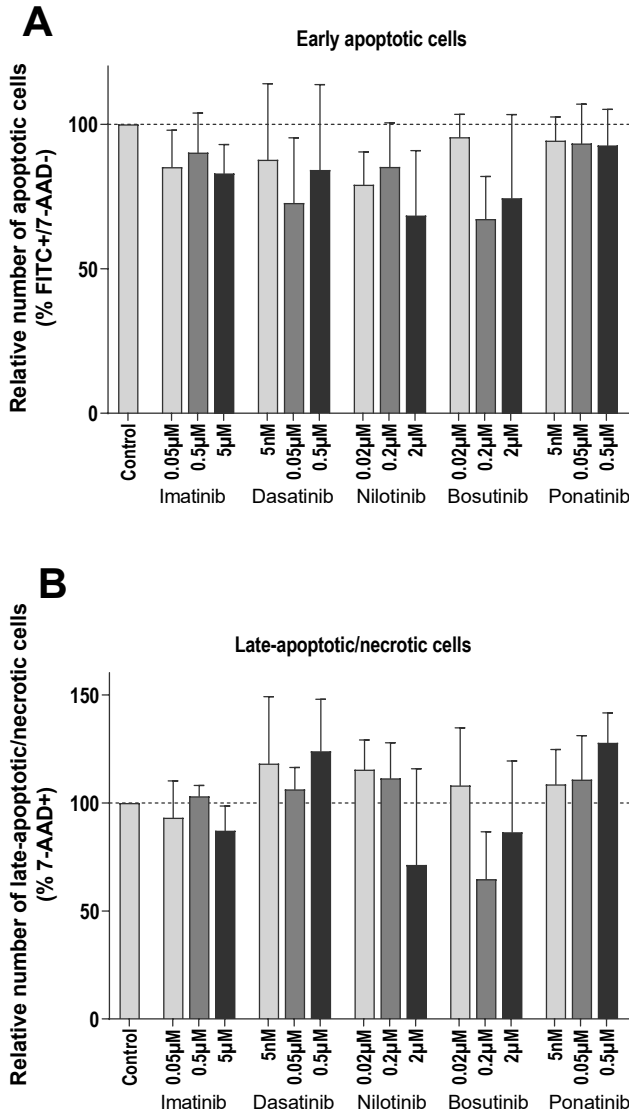 A
Early apoptotic cells
Relative number of apoptotic cells
(% FITC+/7-AAD-)
100
50
0
Control
0.05µM
0.5µM
5µM
5nM
0.05µM
0.5µM
0.02µM
0.2µM
2µM
0.02µM
0.2µM
2µM
5nM
0.05µM
0.5µM
Imatinib Dasatinib Nilotinib Bosutinib Ponatinib
B
Late-apoptotic/necrotic cells
Relative number of late-apoptotic/necrotic cells
(% 7-AAD+)
150
100
50
0
Control
0.05µM
0.5µM
5µM
5nM
0.05µM
0.5µM
0.02µM
0.2µM
2µM
0.02µM
0.2µM
2µM
5nM
0.05µM
0.5µM
Imatinib Dasatinib Nilotinib Bosutinib Ponatinib